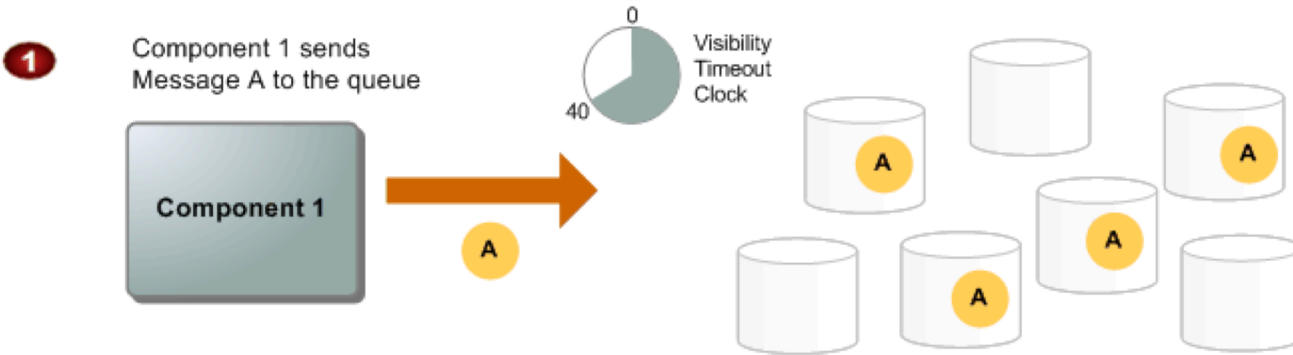 1
Component 1 sends
Message A to the queue
0
Visibility
Timeout
Clock
40
Component 1
A
A
A
A
A